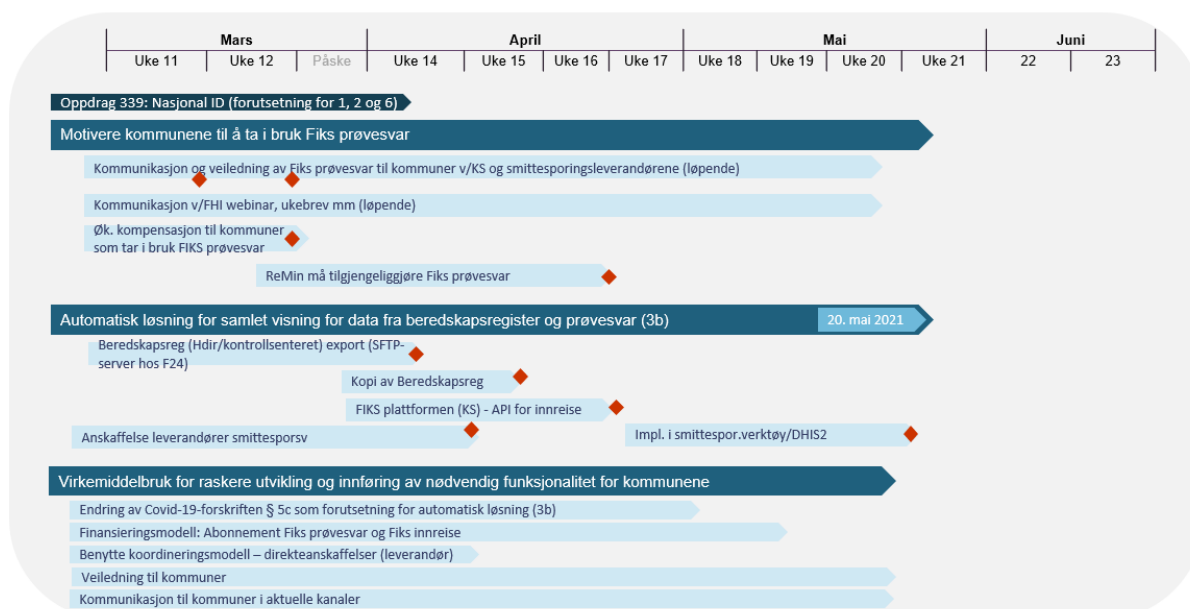 Mars April Mai Juni
Uke 11 Uke 12 Påske Uke 14 Uke 15 Uke 16 Uke 17 Uke 18 Uke 19 Uke 20 Uke 21 22 23
Oppdrag 339: Nasjonal ID (forutsetning for 1, 2 og 6)
Motivere kommunene til å ta i bruk Fiks prøvesvar
Kommunikasjon og veiledning av Fiks prøvesvar til kommuner v/KS og smittesporingsleverandørene (løpende)
Kommunikasjon v/FHI webinar, ukebrev mm (løpende)
Øk. kompensasjon til kommuner
som tar i bruk FIKS prøvesvar
ReMin må tilgjengeliggjøre Fiks prøvesvar
Automatisk løsning for samlet visning for data fra beredskapsregister og prøvesvar (3b) 20. mai 2021
Beredskapsreg (Hdir/kontrollsenteret) export (SFTP-
server hos F24)
Kopi av Beredskapsreg
FIKS plattformen (KS) - API for innreise
Anskaffelse leverandører smittesporsv Impl. i smittespor.verktøy/DHIS2
Virkemiddelbruk for raskere utvikling og innføring av nødvendig funksjonalitet for kommunene
Endring av Covid-19-forskriften § 5c som forutsetning for automatisk løsning (3b)
Finansieringsmodell: Abonnement Fiks prøvesvar og Fiks innreise
Benytte koordineringsmodell – direkteanskaffelser (leverandør)
Veiledning til kommuner
Kommunikasjon til kommuner i aktuelle kanaler